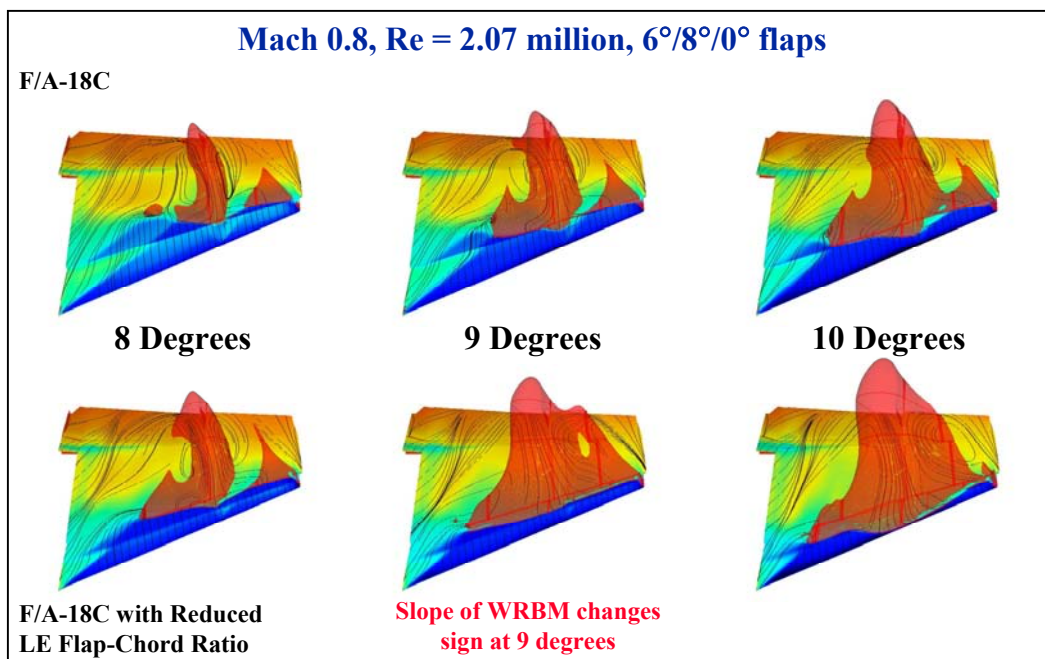 Mach 0.8, Re = 2.07 million, 6°/8°/0° flaps
F/A-18C
8 Degrees
9 Degrees
10 Degrees
F/A-18C with Reduced
LE Flap-Chord Ratio
Slope of WRBM changes
sign at 9 degrees